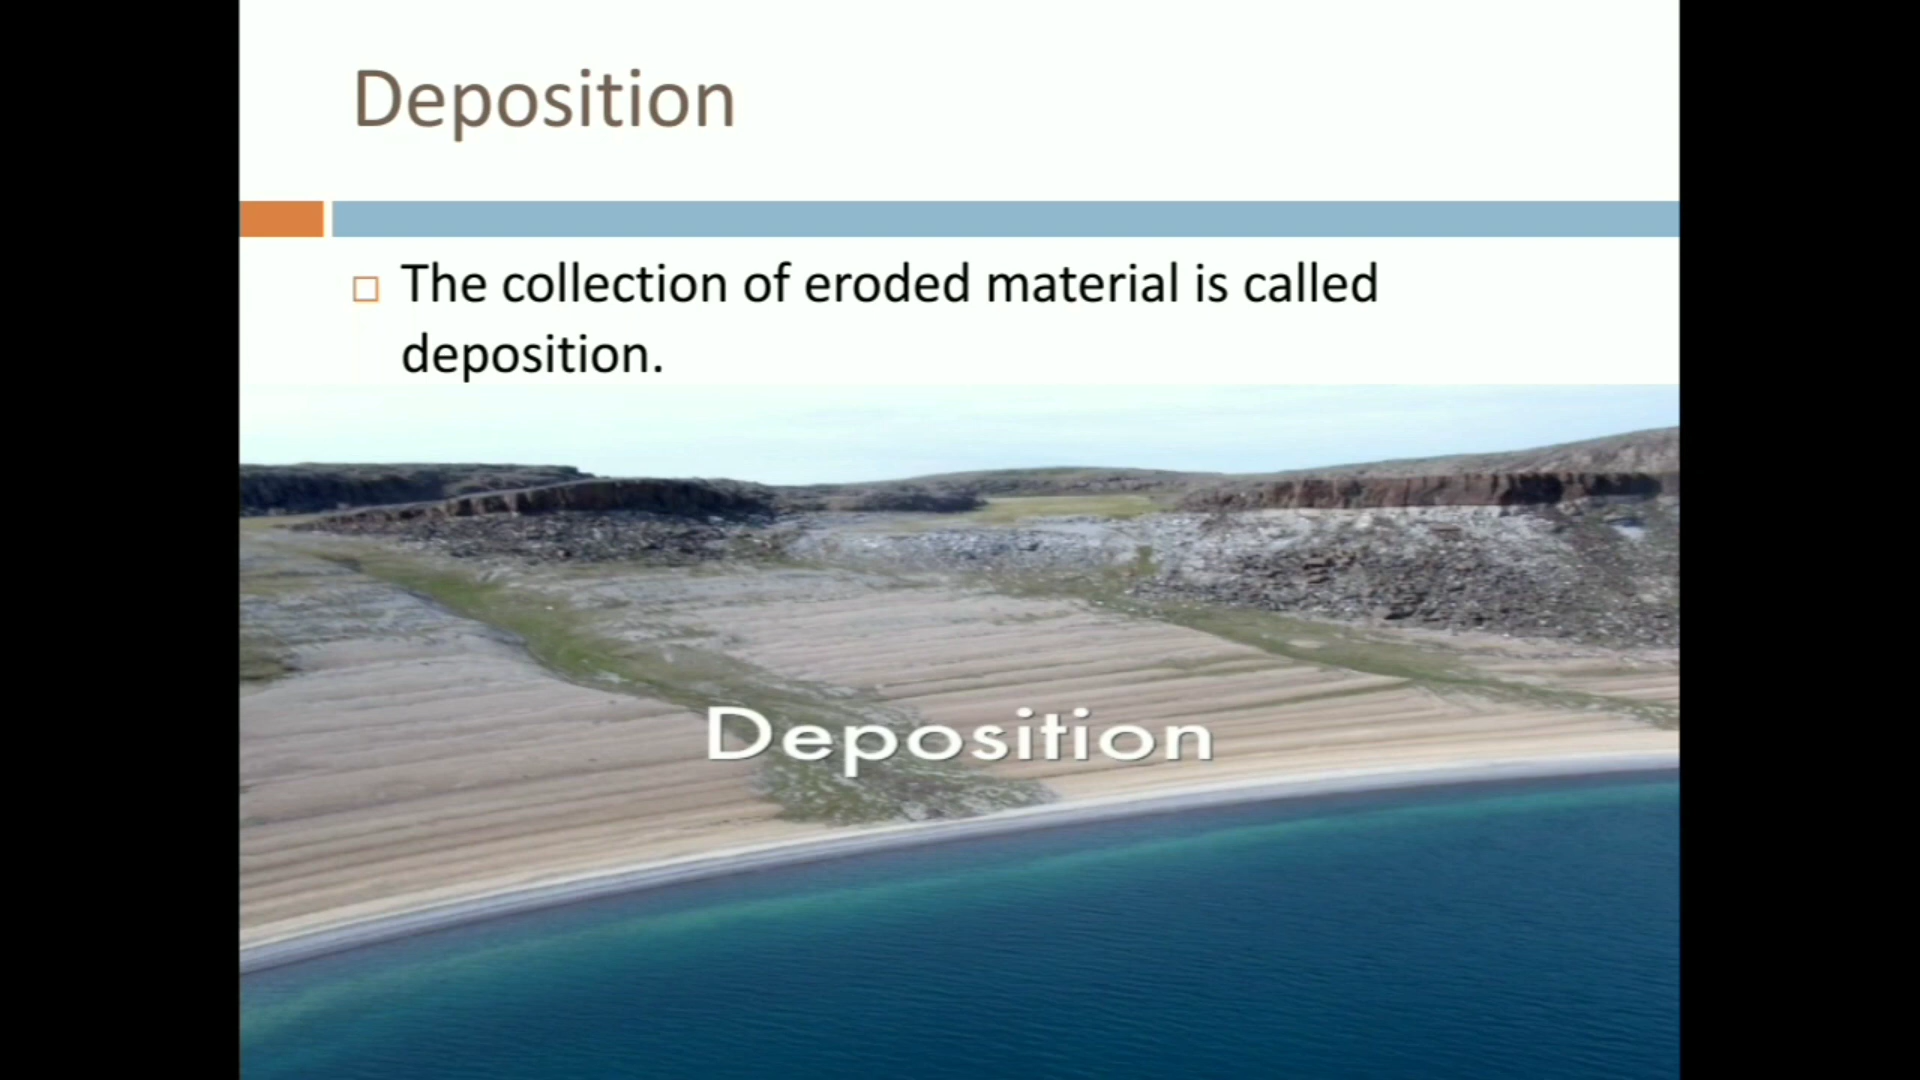 Deposition
The collection of eroded material is called
deposition.
Deposition